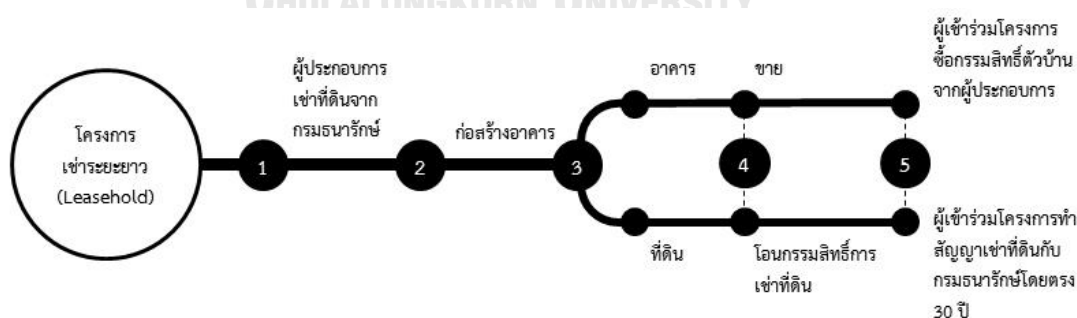 CHULALONGKORN UNIVERSITY
โครงการ
เช่าระยะยาว
(Leasehold)
1
ผู้ประกอบการ
เช่าที่ดินจาก
กรมธนารักษ์
2
ก่อสร้างอาคาร
3
อาคาร
ขาย
ผู้เข้าร่วมโครงการ
ซื้อกรรมสิทธิ์ตัวบ้าน
จากผู้ประกอบการ
4
5
ที่ดิน
โอนกรรมสิทธิ์การ
เช่าที่ดิน
ผู้เข้าร่วมโครงการทำ
สัญญาเช่าที่ดินกับ
กรมธนารักษ์โดยตรง
30 ปี